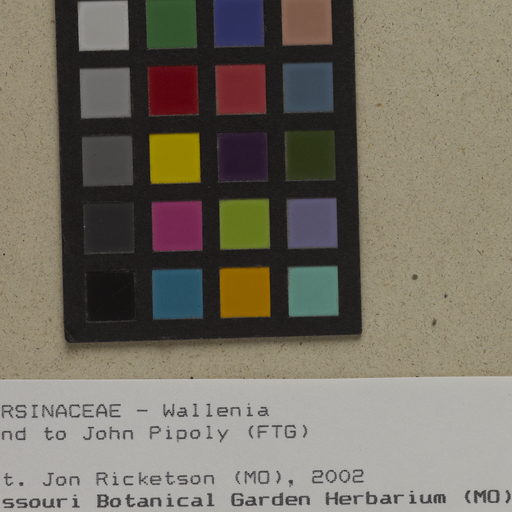 RSINACEAE - Wallenia
nd to John Pipoly (FTG)
t. Jon Ricketson (MO), 2002
ssouri Botanical Garden Herbarium (MO)